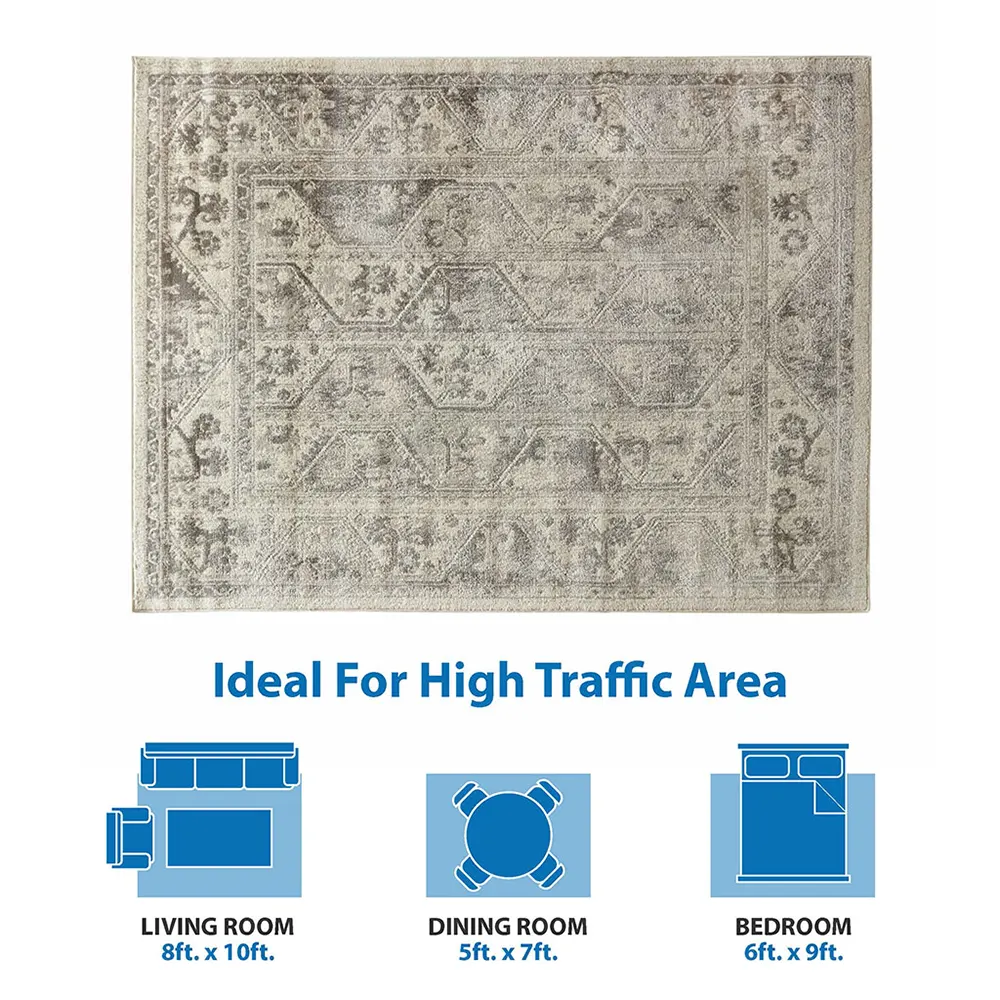 Ideal For High Traffic Area
LIVING ROOM
8ft. x 10ft.
DINING ROOM
5ft. x 7ft.
BEDROOM
6ft. x 9ft.